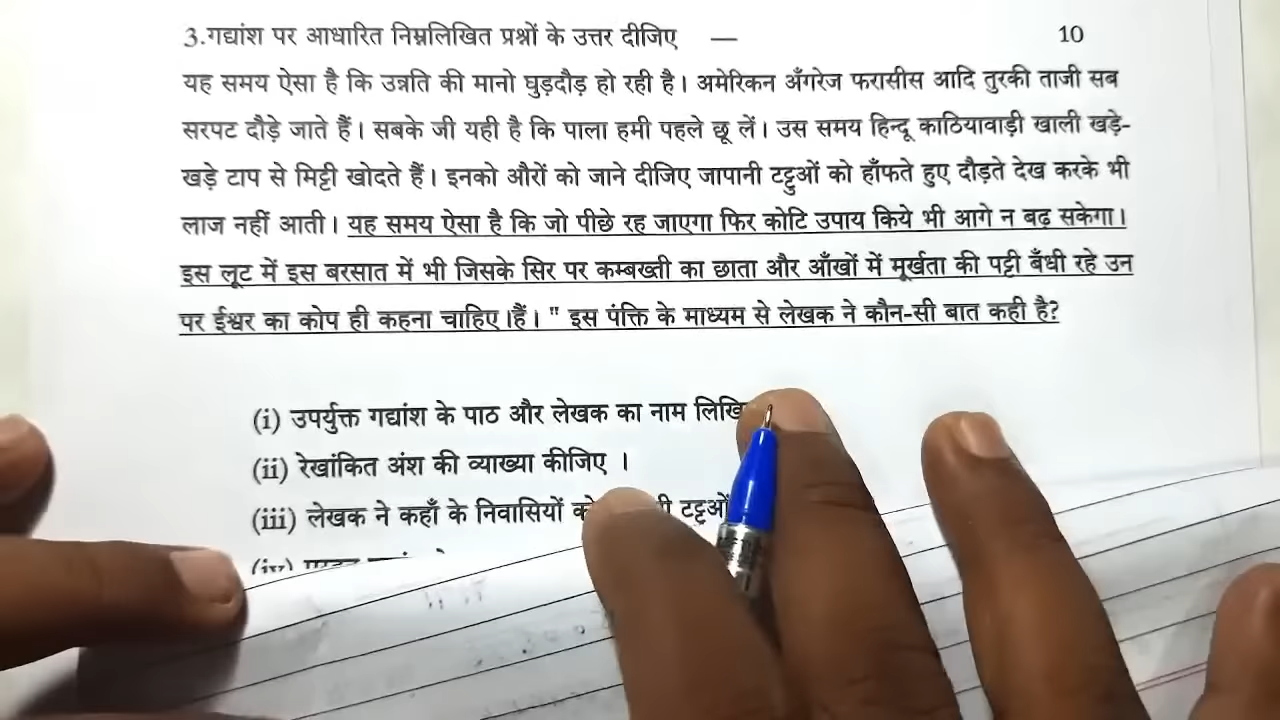 3.गद्यांश पर आधारित निम्नलिखित प्रश्नों के उत्तर दीजिए — 10
यह समय ऐसा है कि उन्नति की मानो घुड़दौड़ हो रही है। अमेरिकन अँगरेज फरासीस आदि तुरकी ताजी सब
सरपट दौड़े जाते हैं। सबके जी यही है कि पाला हमी पहले छू लें। उस समय हिन्दू काठियावाड़ी खाली खड़े-
खड़े टाप से मिट्टी खोदते हैं। इनको औरों को जाने दीजिए जापानी टट्टुओं को हाँफते हुए दौड़ते देख करके भी
लाज नहीं आती। यह समय ऐसा है कि जो पीछे रह जाएगा फिर कोटि उपाय किये भी आगे न बढ़ सकेगा।
इस लूट में इस बरसात में भी जिसके सिर पर कम्बख्ती का छाता और आँखों में मूर्खता की पट्टी बँधी रहे उन
पर ईश्वर का कोप ही कहना चाहिए।हैं। " इस पंक्ति के माध्यम से लेखक ने कौन-सी बात कही है?
(i) उपर्युक्त गद्यांश के पाठ और लेखक का नाम
(ii) रेखांकित अंश की व्याख्या कीजिए ।
(iii) लेखक ने कहाँ के निवासियों को